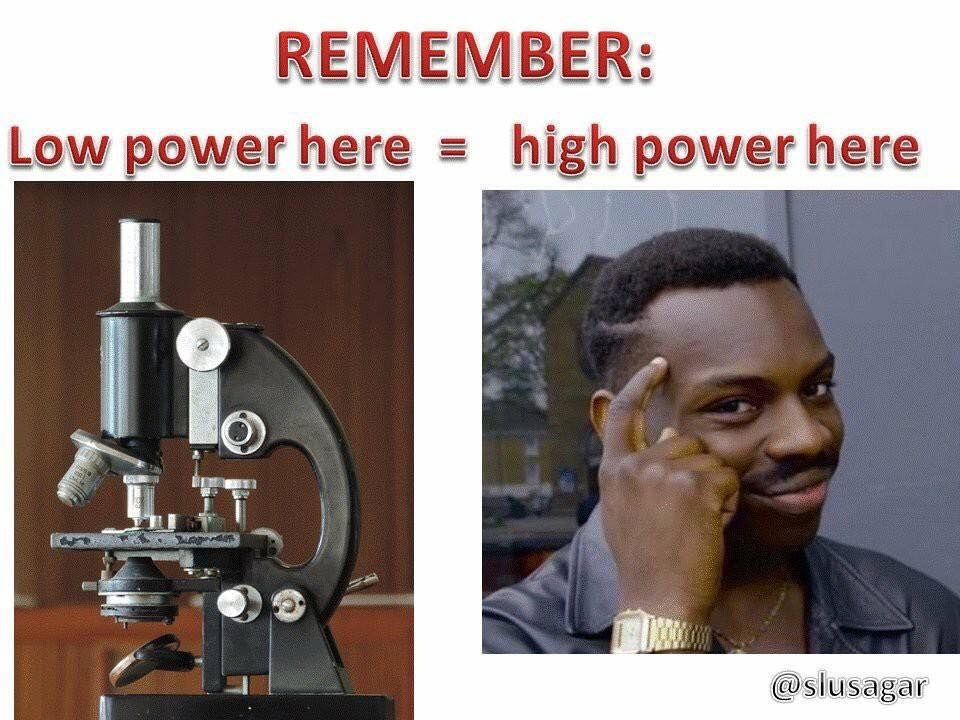 REMEMBER:
Low power here = high power here
@slusagar